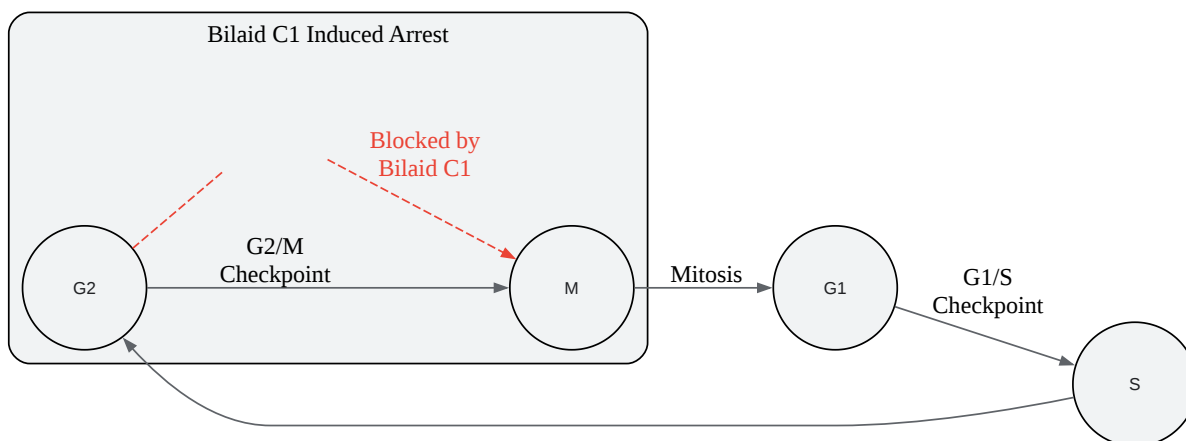 Bilaid C1 Induced Arrest
Blocked by
Bilaid C1
G2/M
Checkpoint
G2
M
Mitosis
G1
G1/S
Checkpoint
S